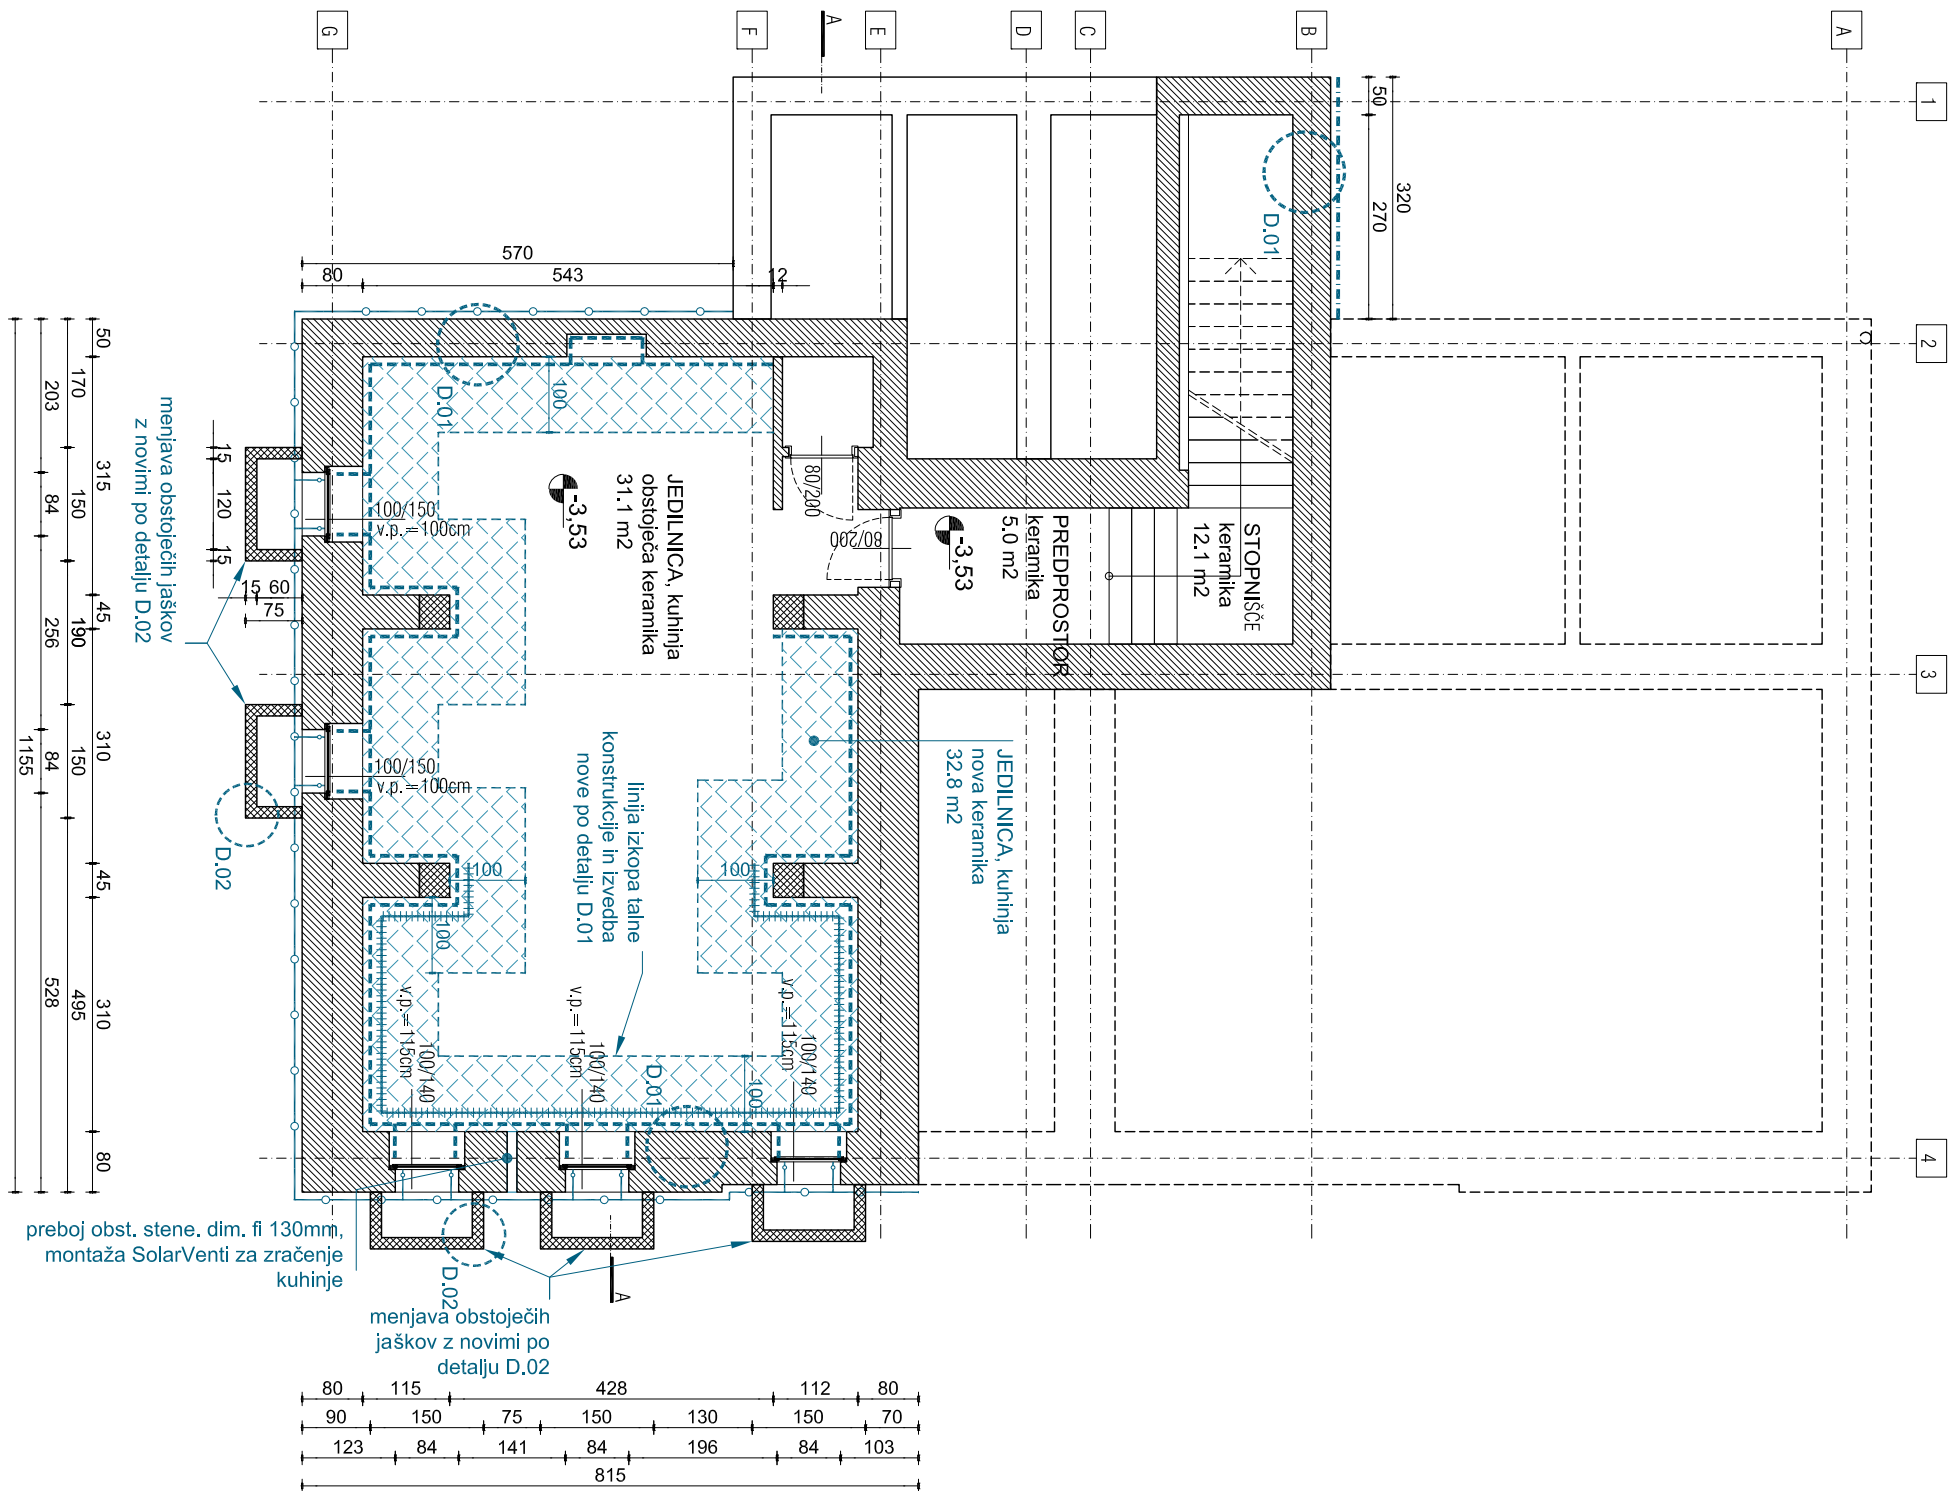 G
F
A
E
D
C
B
A
1
2
3
4
50
270
320
D.01
570
80
543
12
STOPNIŠČE
keramika
12.1 m2
PREDPROSTOR
keramika
5.0 m2
-3,53
80/200
80/200
JEDILNICA, kuhinja
obstoječa keramika
31.1 m2
-3,53
D.01
100
100/150
v.p.=100cm
100/150
v.p.=100cm
JEDILNICA, kuhinja
nova keramika
32.8 m2
linija izkopa talne
konstrukcije in izvedba
nove po detalju D.01
100
100
100
100
100/140
v.p.=115cm
100/140
v.p.=115cm
100/140
v.p.=115cm
D.01
menjava obstoječih jaškov
z novimi po detalju D.02
D.02
15
120
15
15
60
75
50
315
45
190
310
45
310
80
170
150
190
150
495
203
84
256
84
528
1155
preboj obst. stene. dim. fi 130mm,
montaža SolarVenti za zračenje
kuhinje
D.02
menjava obstoječih
jaškov z novimi po
detalju D.02
A
80
115
428
112
80
90
150
75
150
130
150
70
123
84
141
84
196
84
103
815